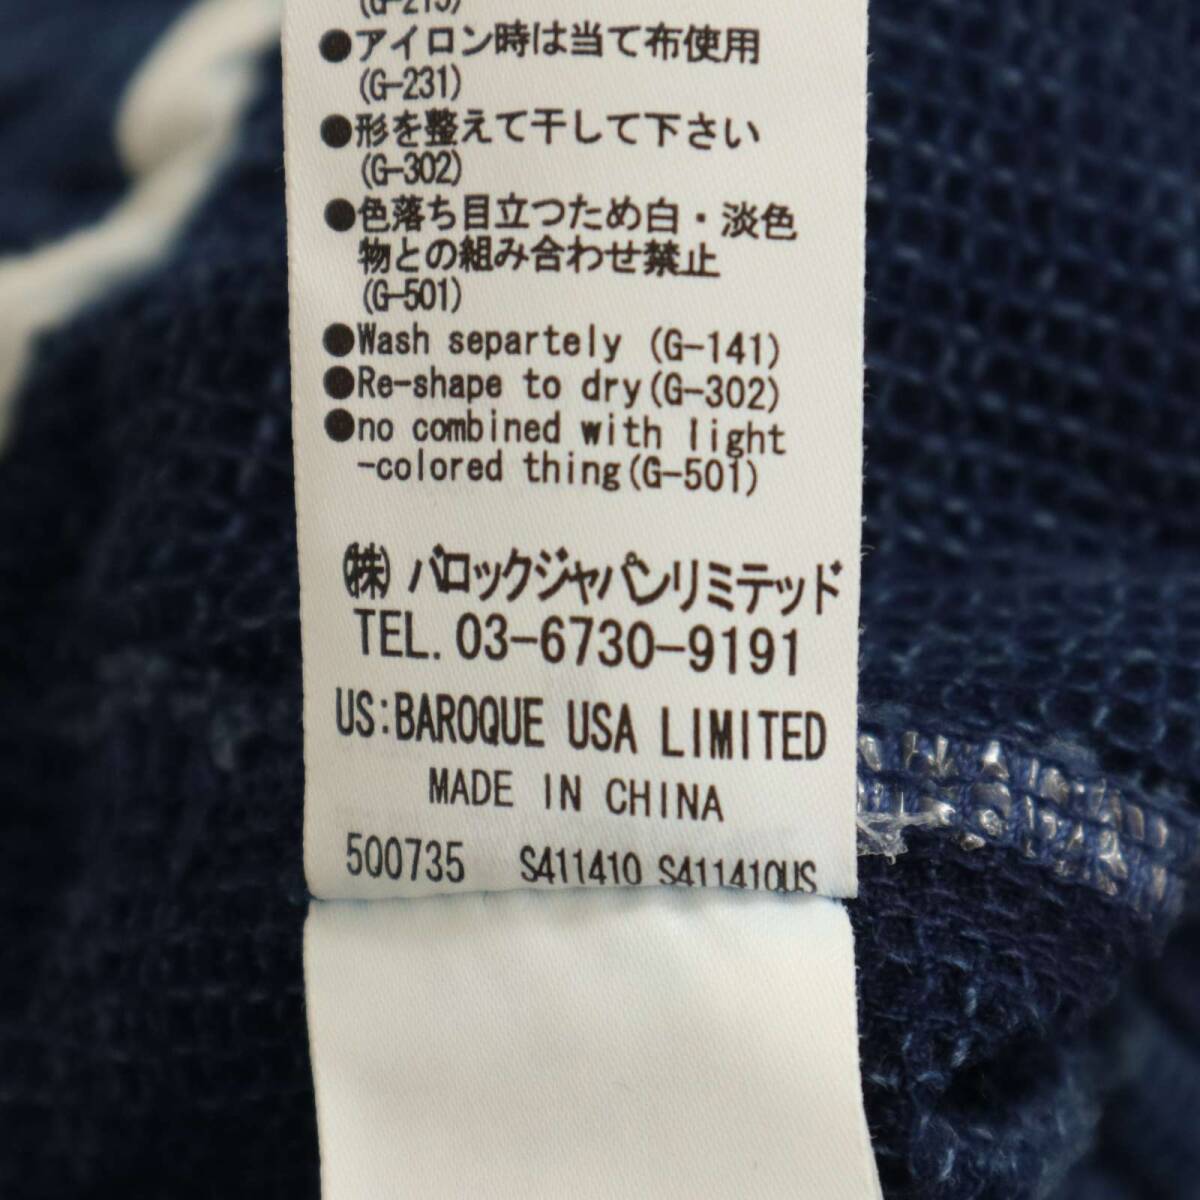 (G-215)
●アイロン時は当て布使用
(G-231)
●形を整えて干して下さい
(G-302)
●色落ち目立つため白・淡色
物との組み合わせ禁止
(G-501)
●Wash separtely (G-141)
●Re-shape to dry(G-302)
●no combined with light
-colored thing(G-501)
㈱バロックジャパンリミテッド
TEL. 03-6730-9191
US:BAROQUE USA LIMITED
MADE IN CHINA
500735 S411410 S411410US